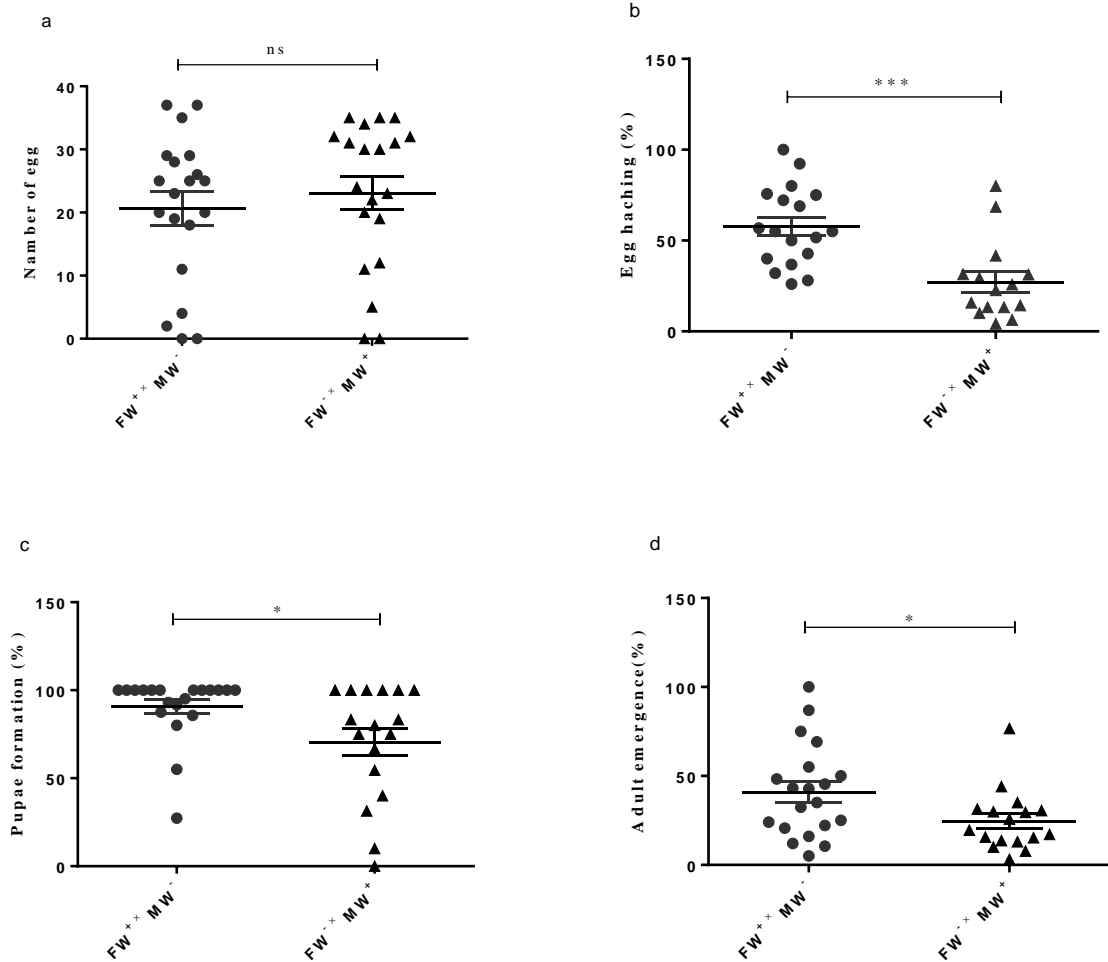 a
ns
40
30
20
10
0
Namber of egg
FW⁺ ⁺ MW⁻
FW⁻ ⁺ MW⁺
b
***
150
100
50
0
Egg haching (%)
FW⁺ ⁺ MW⁻
FW⁻ ⁺ MW⁺
c
*
150
100
50
0
Pupae formation (%)
FW⁺ ⁺ MW⁻
FW⁻ ⁺ MW⁺
d
*
150
100
50
0
Adult emergence(%)
FW⁺ ⁺ MW⁻
FW⁻ ⁺ MW⁺